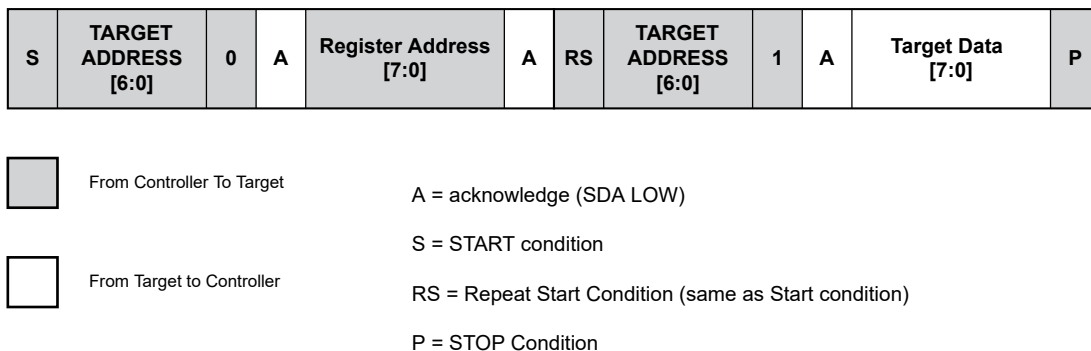 S TARGET ADDRESS [6:0] 0 A Register Address [7:0] A RS TARGET ADDRESS [6:0] 1 A Target Data [7:0] P
From Controller To Target
A = acknowledge (SDA LOW)
S = START condition
From Target to Controller
RS = Repeat Start Condition (same as Start condition)
P = STOP Condition